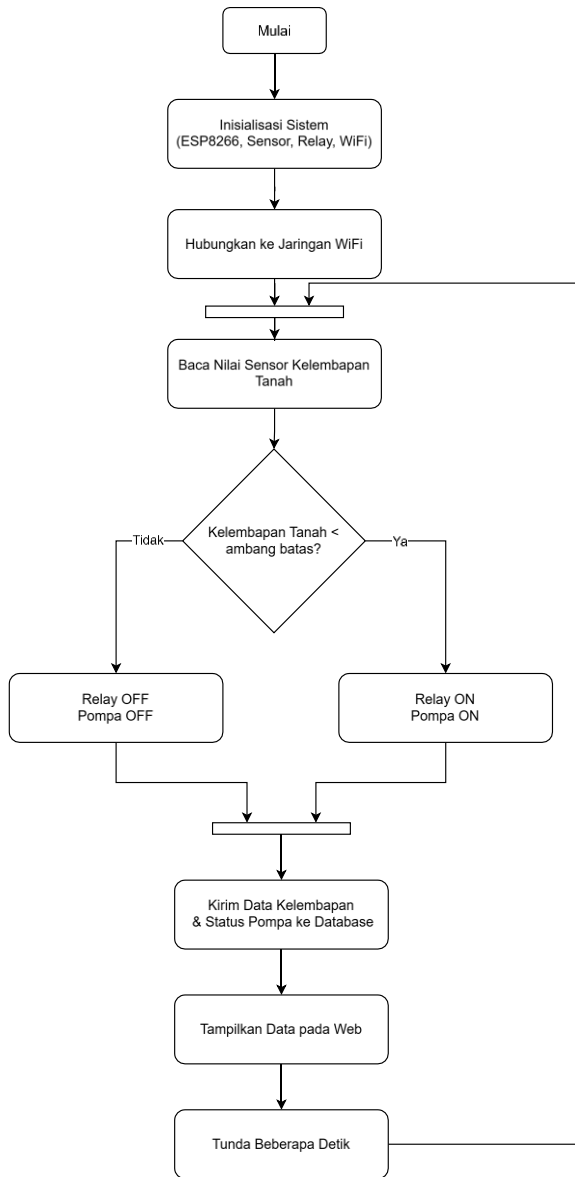 Mulai
Inisialisasi Sistem
(ESP8266, Sensor, Relay, WiFi)
Hubungkan ke Jaringan WiFi
Baca Nilai Sensor Kelembapan
Tanah
Kelembapan Tanah <
ambang batas?
Tidak
Ya
Relay OFF
Pompa OFF
Relay ON
Pompa ON
Kirim Data Kelembapan
& Status Pompa ke Database
Tampilkan Data pada Web
Tunda Beberapa Detik